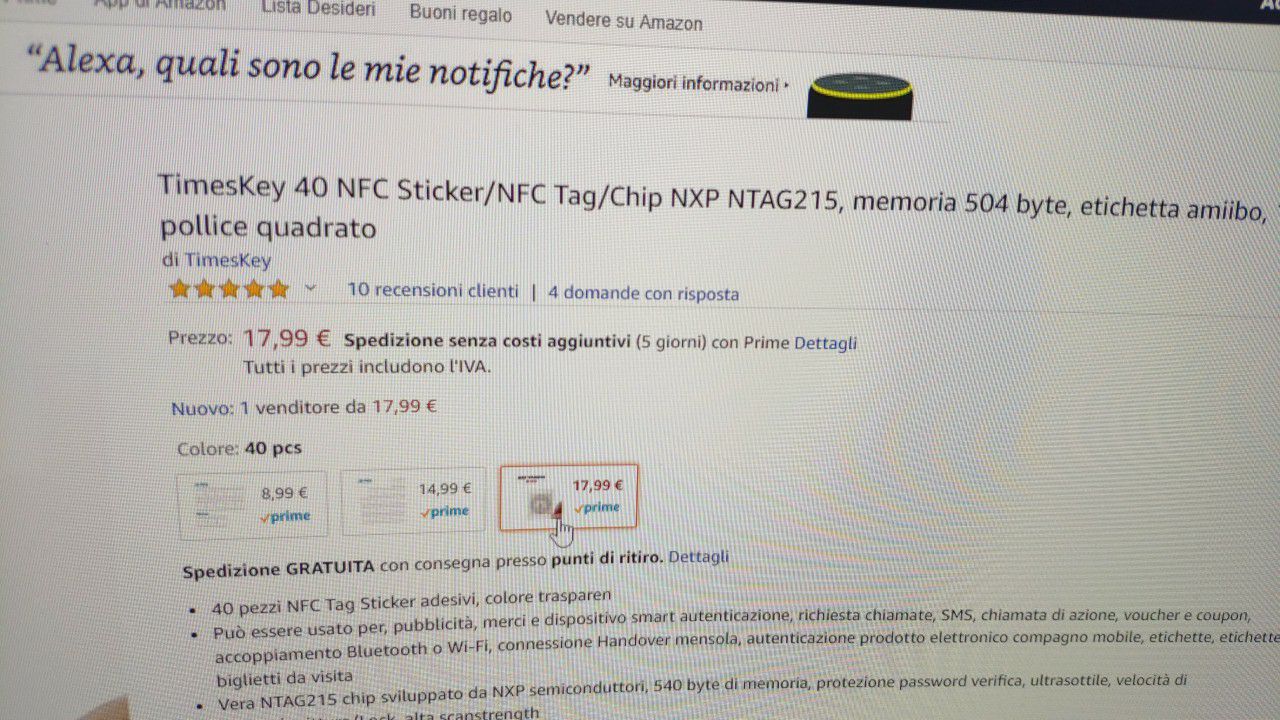 App di Amazon Lista Desideri Buoni regalo Vendere su Amazon
“Alexa, quali sono le mie notifiche?” Maggiori informazioni
TimesKey 40 NFC Sticker/NFC Tag/Chip NXP NTAG215, memoria 504 byte, etichetta amiibo,
pollice quadrato
di TimesKey
10 recensioni clienti | 4 domande con risposta
Prezzo: 17,99 € Spedizione senza costi aggiuntivi (5 giorni) con Prime Dettagli
Tutti i prezzi includono l'IVA.
Nuovo: 1 venditore da 17,99 €
Colore: 40 pcs
8,99 € 14,99 € 17,99 €
prime prime prime
Spedizione GRATUITA con consegna presso punti di ritiro. Dettagli
• 40 pezzi NFC Tag Sticker adesivi, colore trasparen
• Può essere usato per, pubblicità, merci e dispositivo smart autenticazione, richiesta chiamate, SMS, chiamata di azione, voucher e coupon,
accoppiamento Bluetooth o Wi-Fi, connessione Handover mensola, autenticazione prodotto elettronico compagno mobile, etichette, etichette
biglietti da visita
• Vera NTAG215 chip sviluppato da NXP semiconduttori, 540 byte di memoria, protezione password verifica, ultrasottile, velocità di
alta scanstrength